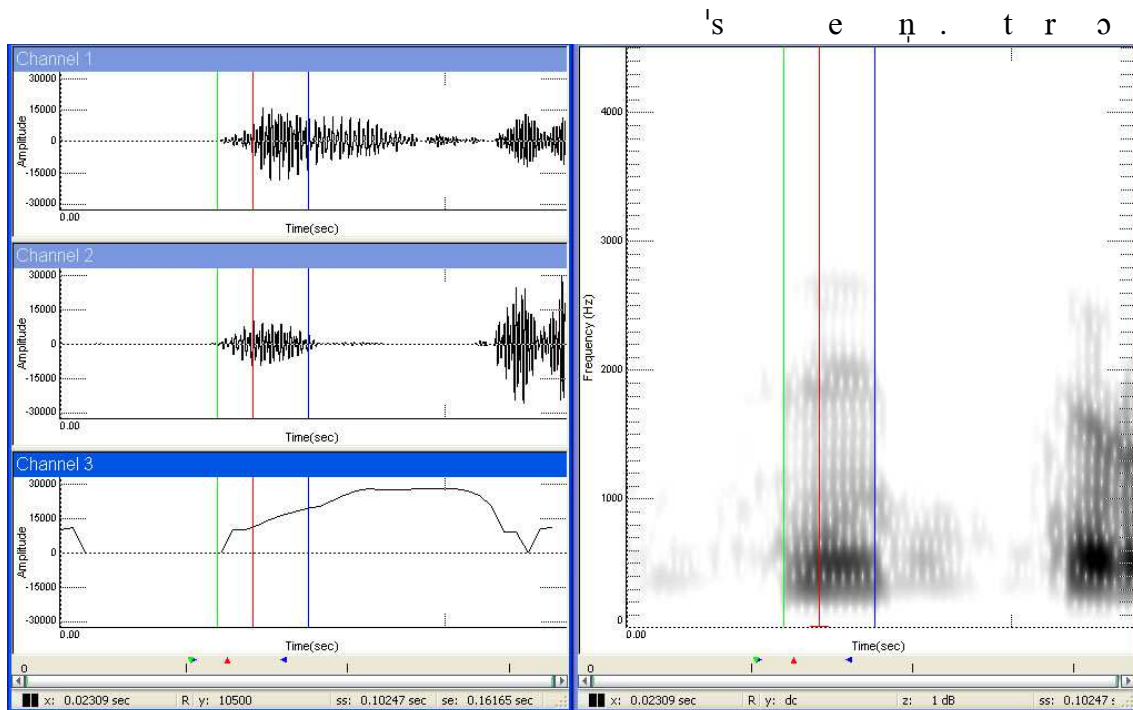 ˈs e n̩ . t r ɔ
Channel 1
30000
15000
0
-15000
-30000
Amplitude
0.00
Time(sec)
Channel 2
30000
15000
0
-15000
-30000
Amplitude
0.00
Time(sec)
Channel 3
30000
15000
0
-15000
-30000
Amplitude
0.00
Time(sec)
0
x: 0.02309 sec R y: 10500 ss: 0.10247 sec se: 0.16165 sec
4000
3000
2000
1000
0
Frequency (Hz)
0.00
Time(sec)
0
x: 0.02309 sec R y: dc z: 1 dB ss: 0.10247